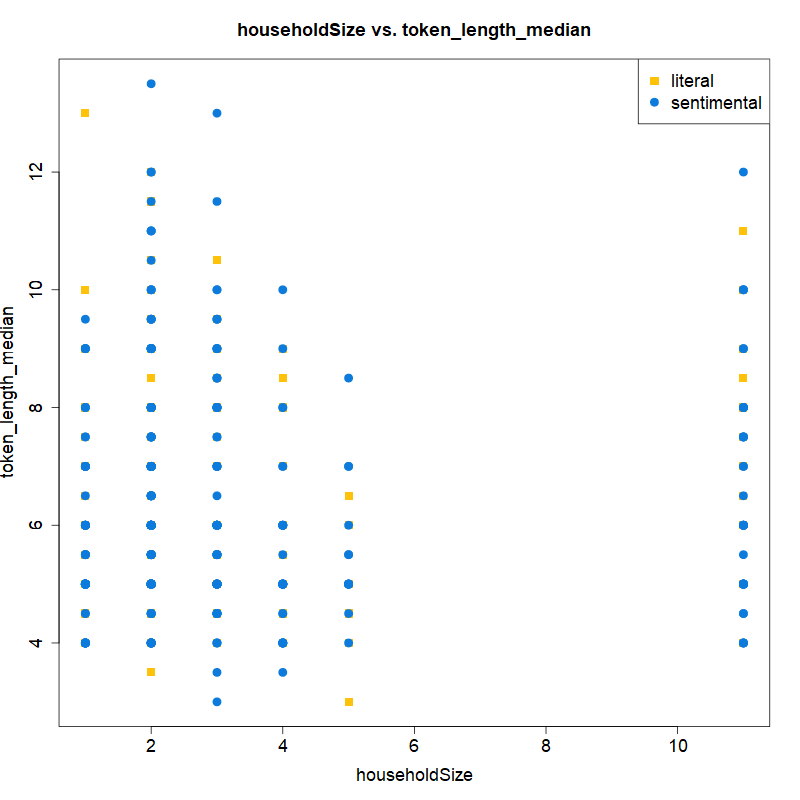 householdSize vs. token_length_median
literal
sentimental
token_length_median
12
10
8
6
4
2
4
6
8
10
householdSize